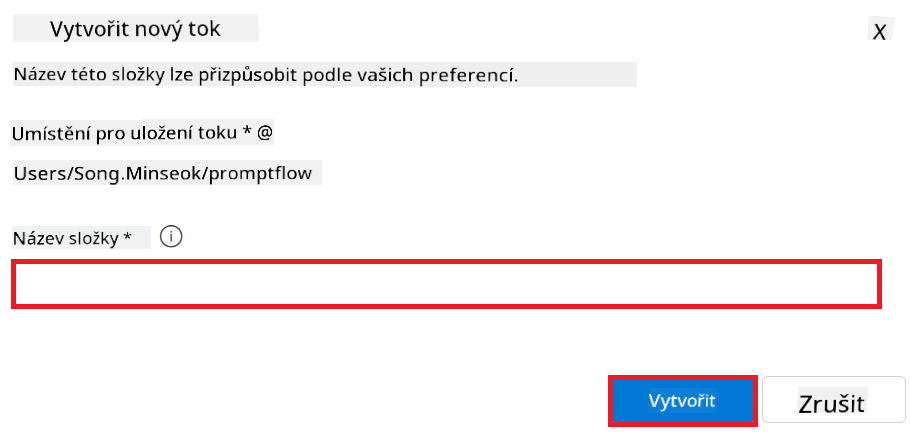 Vytvořit nový tok
X
Název této složky lze přizpůsobit podle vašich preferencí.
Umístění pro uložení toku * @
Users/Song.Minseok/promptflow
Název složky * i
Vytvořit
Zrušit